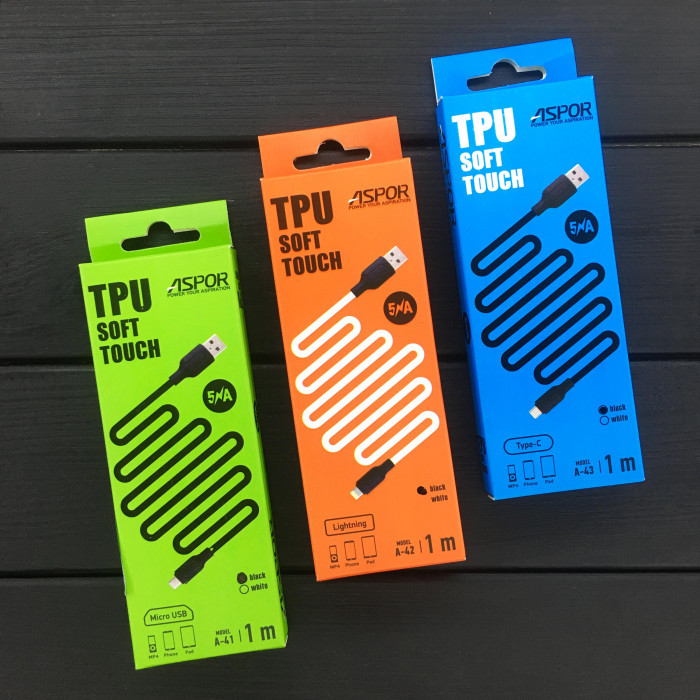 TPU
SOFT
TOUCH
ASPOR
POWER YOUR ASPIRATION
5A
black
white
Micro USB
MP4 Phone Pad
MODEL
A-41
1 m
TPU
SOFT
TOUCH
ASPOR
POWER YOUR ASPIRATION
5A
black
white
Lightning
MP4 Phone Pad
MODEL
A-42
1 m
TPU
SOFT
TOUCH
ASPOR
POWER YOUR ASPIRATION
5A
black
white
Type-C
MP4 Phone Pad
MODEL
A-43
1 m